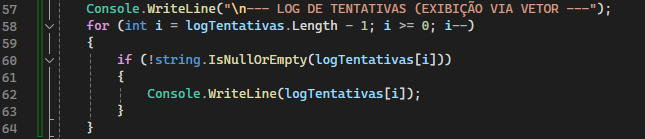 57 Console.WriteLine("\n--- LOG DE TENTATIVAS (EXIBIÇÃO VIA VETOR ---");
58 for (int i = logTentativas.Length - 1; i >= 0; i--)
59 {
60 if (!string.IsNullOrEmpty(logTentativas[i]))
61 {
62 Console.WriteLine(logTentativas[i]);
63 }
64 }